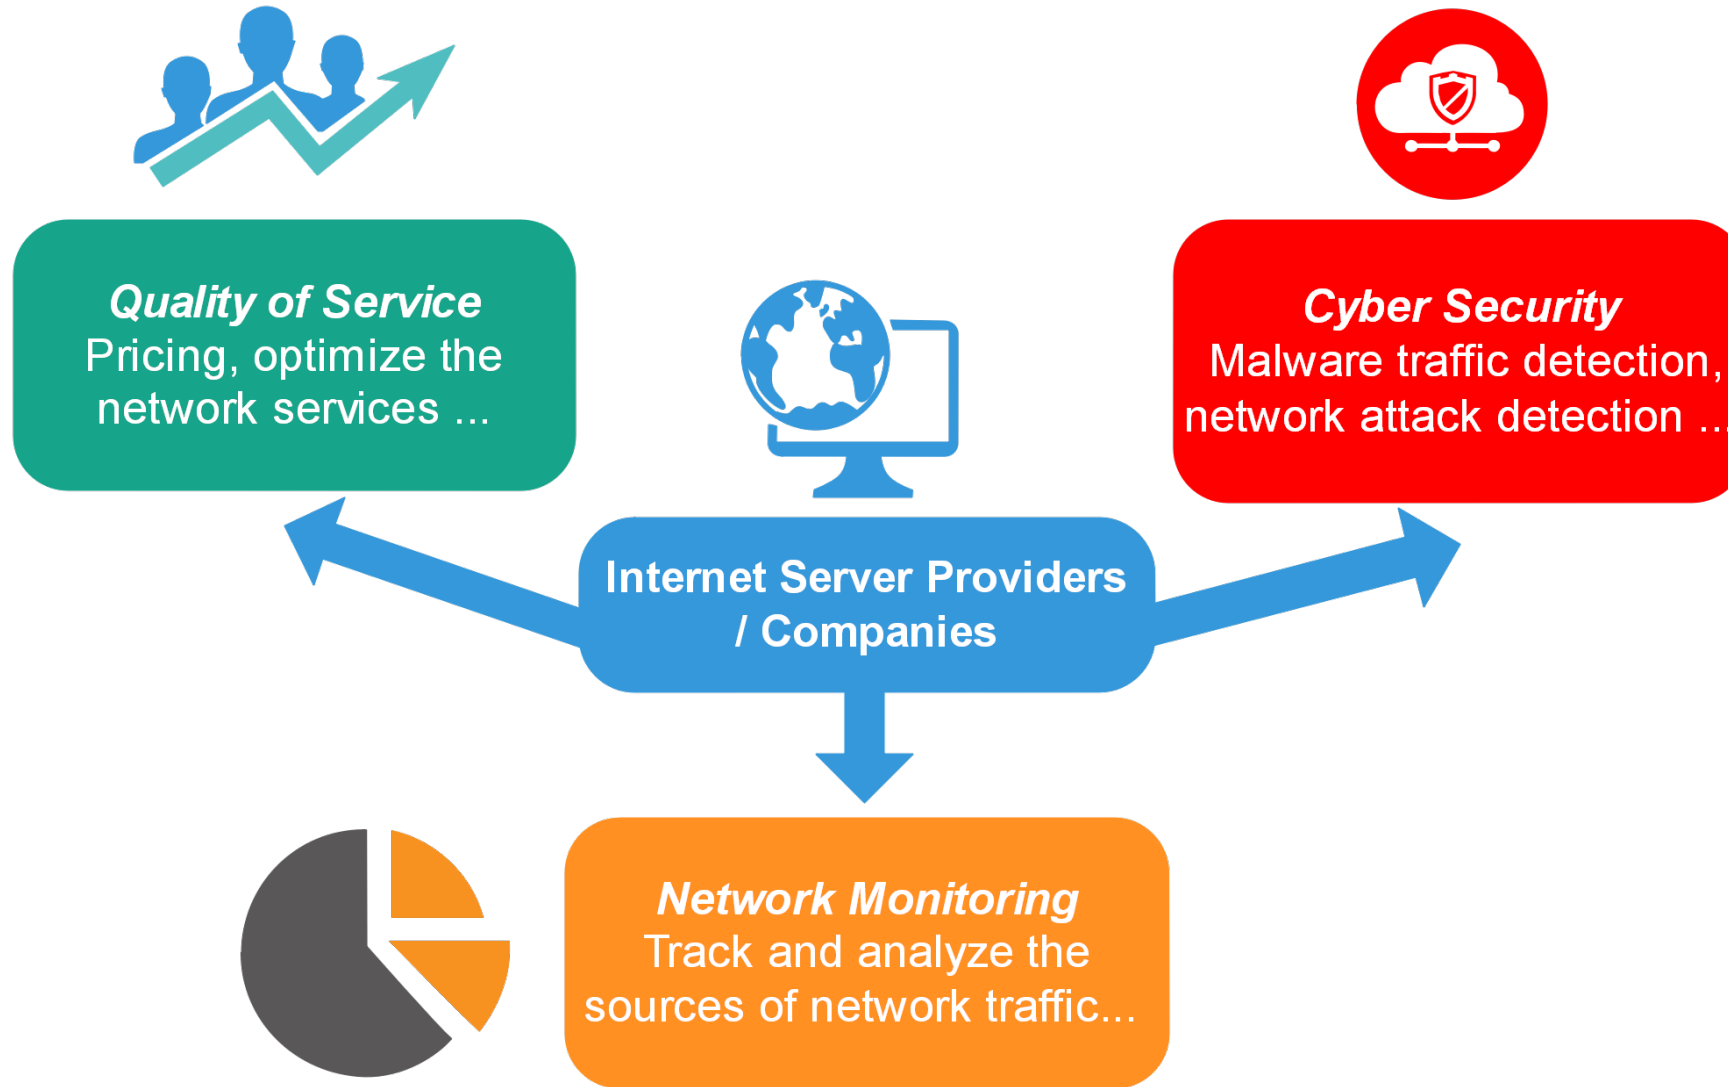 Quality of Service
Pricing, optimize the
network services ...
Cyber Security
Malware traffic detection,
network attack detection ...
Internet Server Providers
/ Companies
Network Monitoring
Track and analyze the
sources of network traffic...